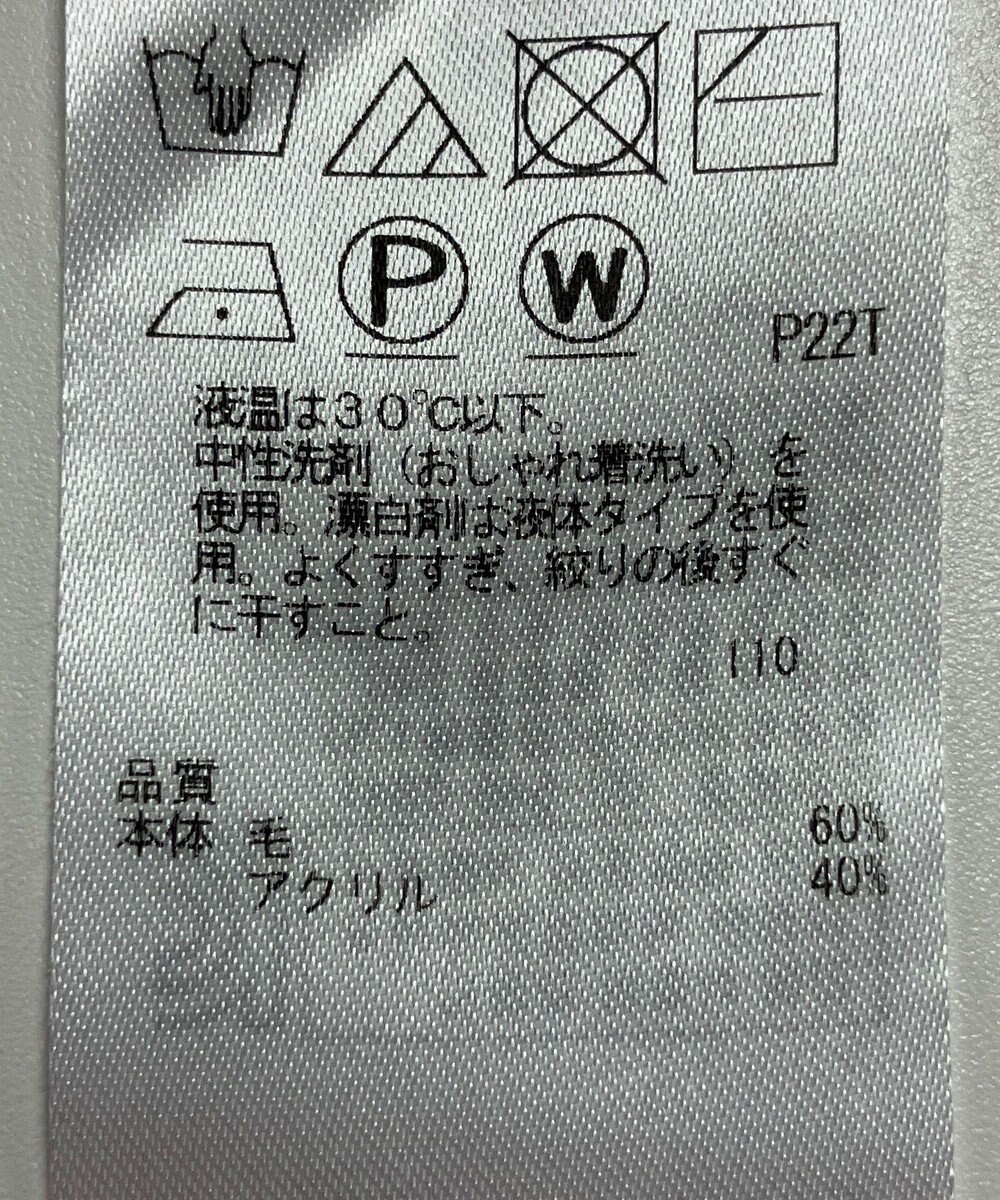 P W
P22T
液温は30℃以下。
中性洗剤（おしゃれ着洗い）を
使用。漂白剤は液体タイプを使
用。よくすすぎ、絞りの後すぐ
に干すこと。
110
品質
本体 毛 60%
アクリル 40%